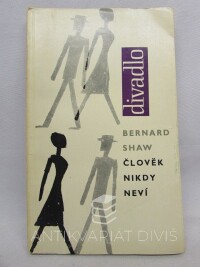 divadlo
BERNARD
SHAW
ČLOVĚK
NIKDY
NEVÍ
ANTIKVARIÁT DIVIŠ